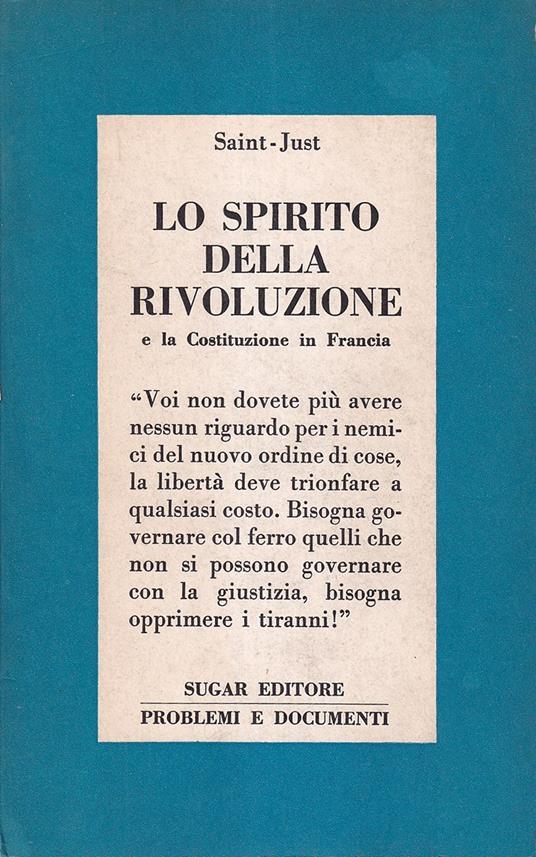 Saint-Just
LO SPIRITO
DELLA
RIVOLUZIONE
e la Costituzione in Francia
“Voi non dovete più avere
nessun riguardo per i nemi-
ci del nuovo ordine di cose,
la libertà deve trionfare a
qualsiasi costo. Bisogna go-
vernare col ferro quelli che
non si possono governare
con la giustizia, bisogna
opprimere i tiranni!”
SUGAR EDITORE
PROBLEMI E DOCUMENTI